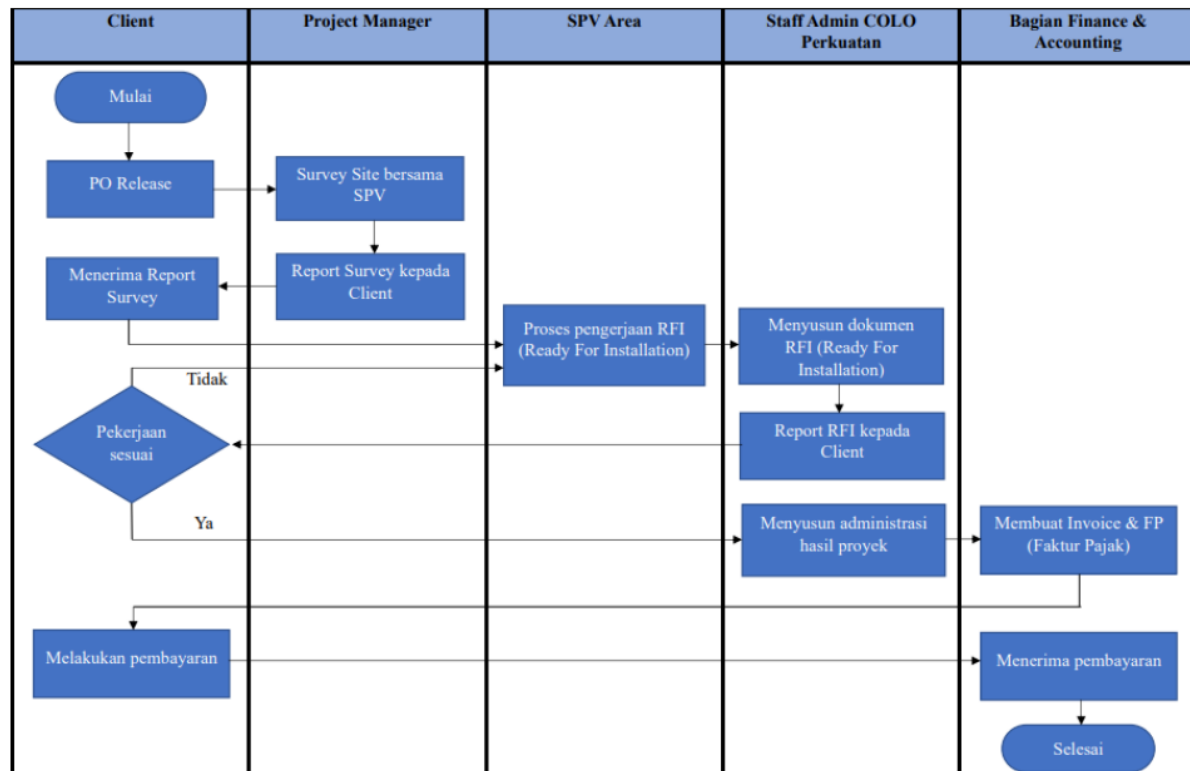 Client
Project Manager
SPV Area
Staff Admin COLO
Perkuatan
Bagian Finance &
Accounting
Mulai
PO Release
Survey Site bersama
SPV
Menerima Report
Survey
Report Survey kepada
Client
Proses pengerjaan RFI
(Ready For Installation)
Menyusun dokumen
RFI (Ready For
Installation)
Tidak
Pekerjaan
sesuai
Report RFI kepada
Client
Ya
Menyusun administrasi
hasil proyek
Membuat Invoice & FP
(Faktur Pajak)
Melakukan pembayaran
Menerima pembayaran
Selesai